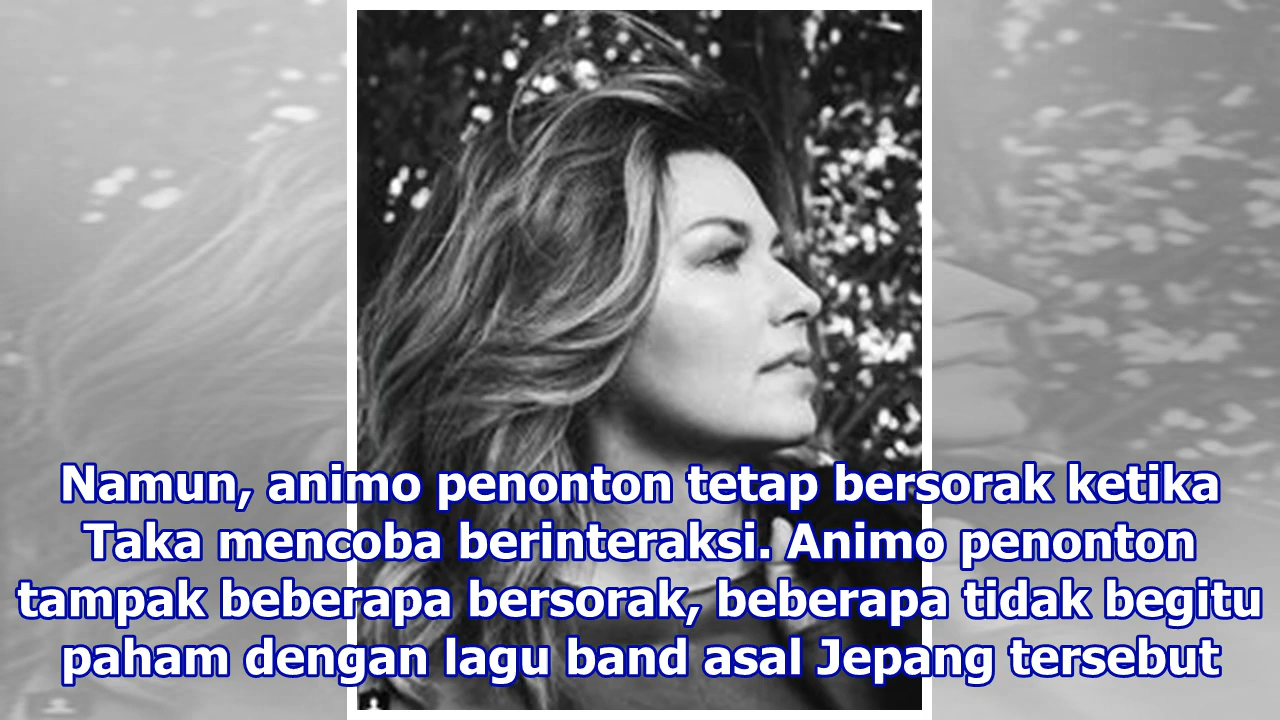 Namun, animo penonton tetap bersorak ketika
Taka mencoba berinteraksi. Animo penonton
tampak beberapa bersorak, beberapa tidak begitu
paham dengan lagu band asal Jepang tersebut